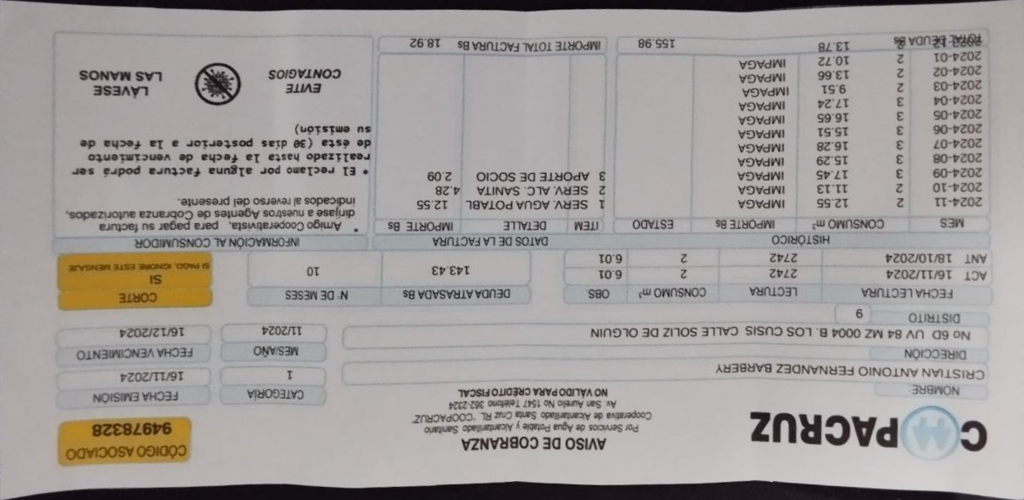 COOPACRUZ
AVISO DE COBRANZA
Por Servicios de Agua Potable y Alcantarillado Sanitario
Cooperativa de Alcantarillado Santa Cruz "COOPACRUZ" RL
Av. San Aurelio No 1547 Teléfono 362-2324
NO VÁLIDO PARA CRÉDITO FISCAL
CÓDIGO ASOCIADO
94978328
NOMBRE:
CRISTIAN ANTONIO FERNANDEZ BARBERY
CATEGORÍA
1
FECHA EMISIÓN
16/11/2024
DIRECCIÓN
No 6D UV 84 MZ 0004 B. LOS CUSIS CALLE SOLIZ DE OLGUIN
MES/AÑO
11/2024
FECHA VENCIMIENTO
16/12/2024
DISTRITO
9
FECHA LECTURA LECTURA CONSUMO m³ OBS
ACT 16/11/2024 2742 2 6.01
ANT 18/10/2024 2742 2 6.01
DEUDA ATRASADA Bs
143.43
N° DE MESES
10
CORTE
SI
SI PAGO, IGNORE ESTE MENSAJE
HISTÓRICO
MES CONSUMO m³ IMPORTE Bs ESTADO
2024-11 2 12.55 IMPAGA
2024-10 2 11.13 IMPAGA
2024-09 3 17.45 IMPAGA
2024-08 3 15.29 IMPAGA
2024-07 3 16.28 IMPAGA
2024-06 3 15.51 IMPAGA
2024-05 3 16.65 IMPAGA
2024-04 3 17.24 IMPAGA
2024-03 2 9.51 IMPAGA
2024-02 2 13.66 IMPAGA
2024-01 2 10.72 IMPAGA
2023-12 2 13.78
TOTAL DEUDA Bs 155.98
DATOS DE LA FACTURA
ITEM DETALLE IMPORTE Bs
1 SERV. AGUA POTABL 12.55
2 SERV. ALC. SANITA 4.28
3 APORTE DE SOCIO 2.09
IMPORTE TOTAL FACTURA Bs 18.92
INFORMACIÓN AL CONSUMIDOR
* Amigo Cooperativista, para pagar su factura
dirijase a nuestros Agentes de Cobranza autorizados,
indicados al reverso del presente.
* El reclamo por alguna factura podrá ser
realizado hasta la fecha de vencimiento
de ésta (30 días posterior a la fecha de
su emisión)
EVITE
CONTAGIOS
LÁVESE
LAS MANOS